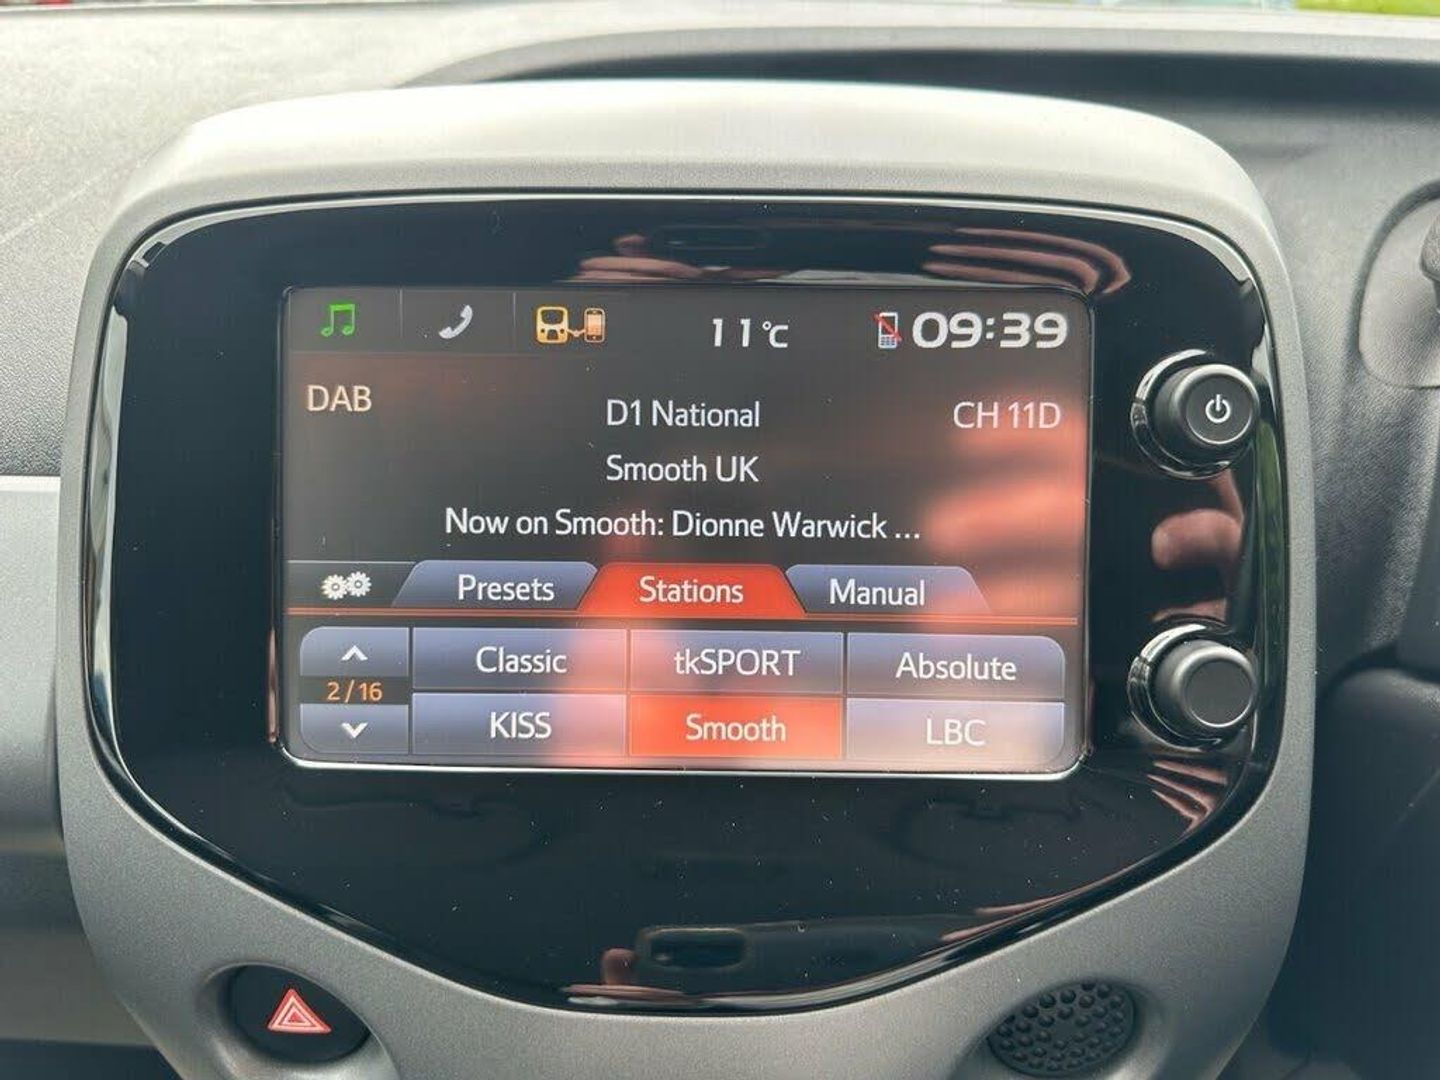 11°C 09:39
DAB D1 National CH 11D
Smooth UK
Now on Smooth: Dionne Warwick ...
Presets Stations Manual
Classic tkSPORT Absolute
2/16
KISS Smooth LBC